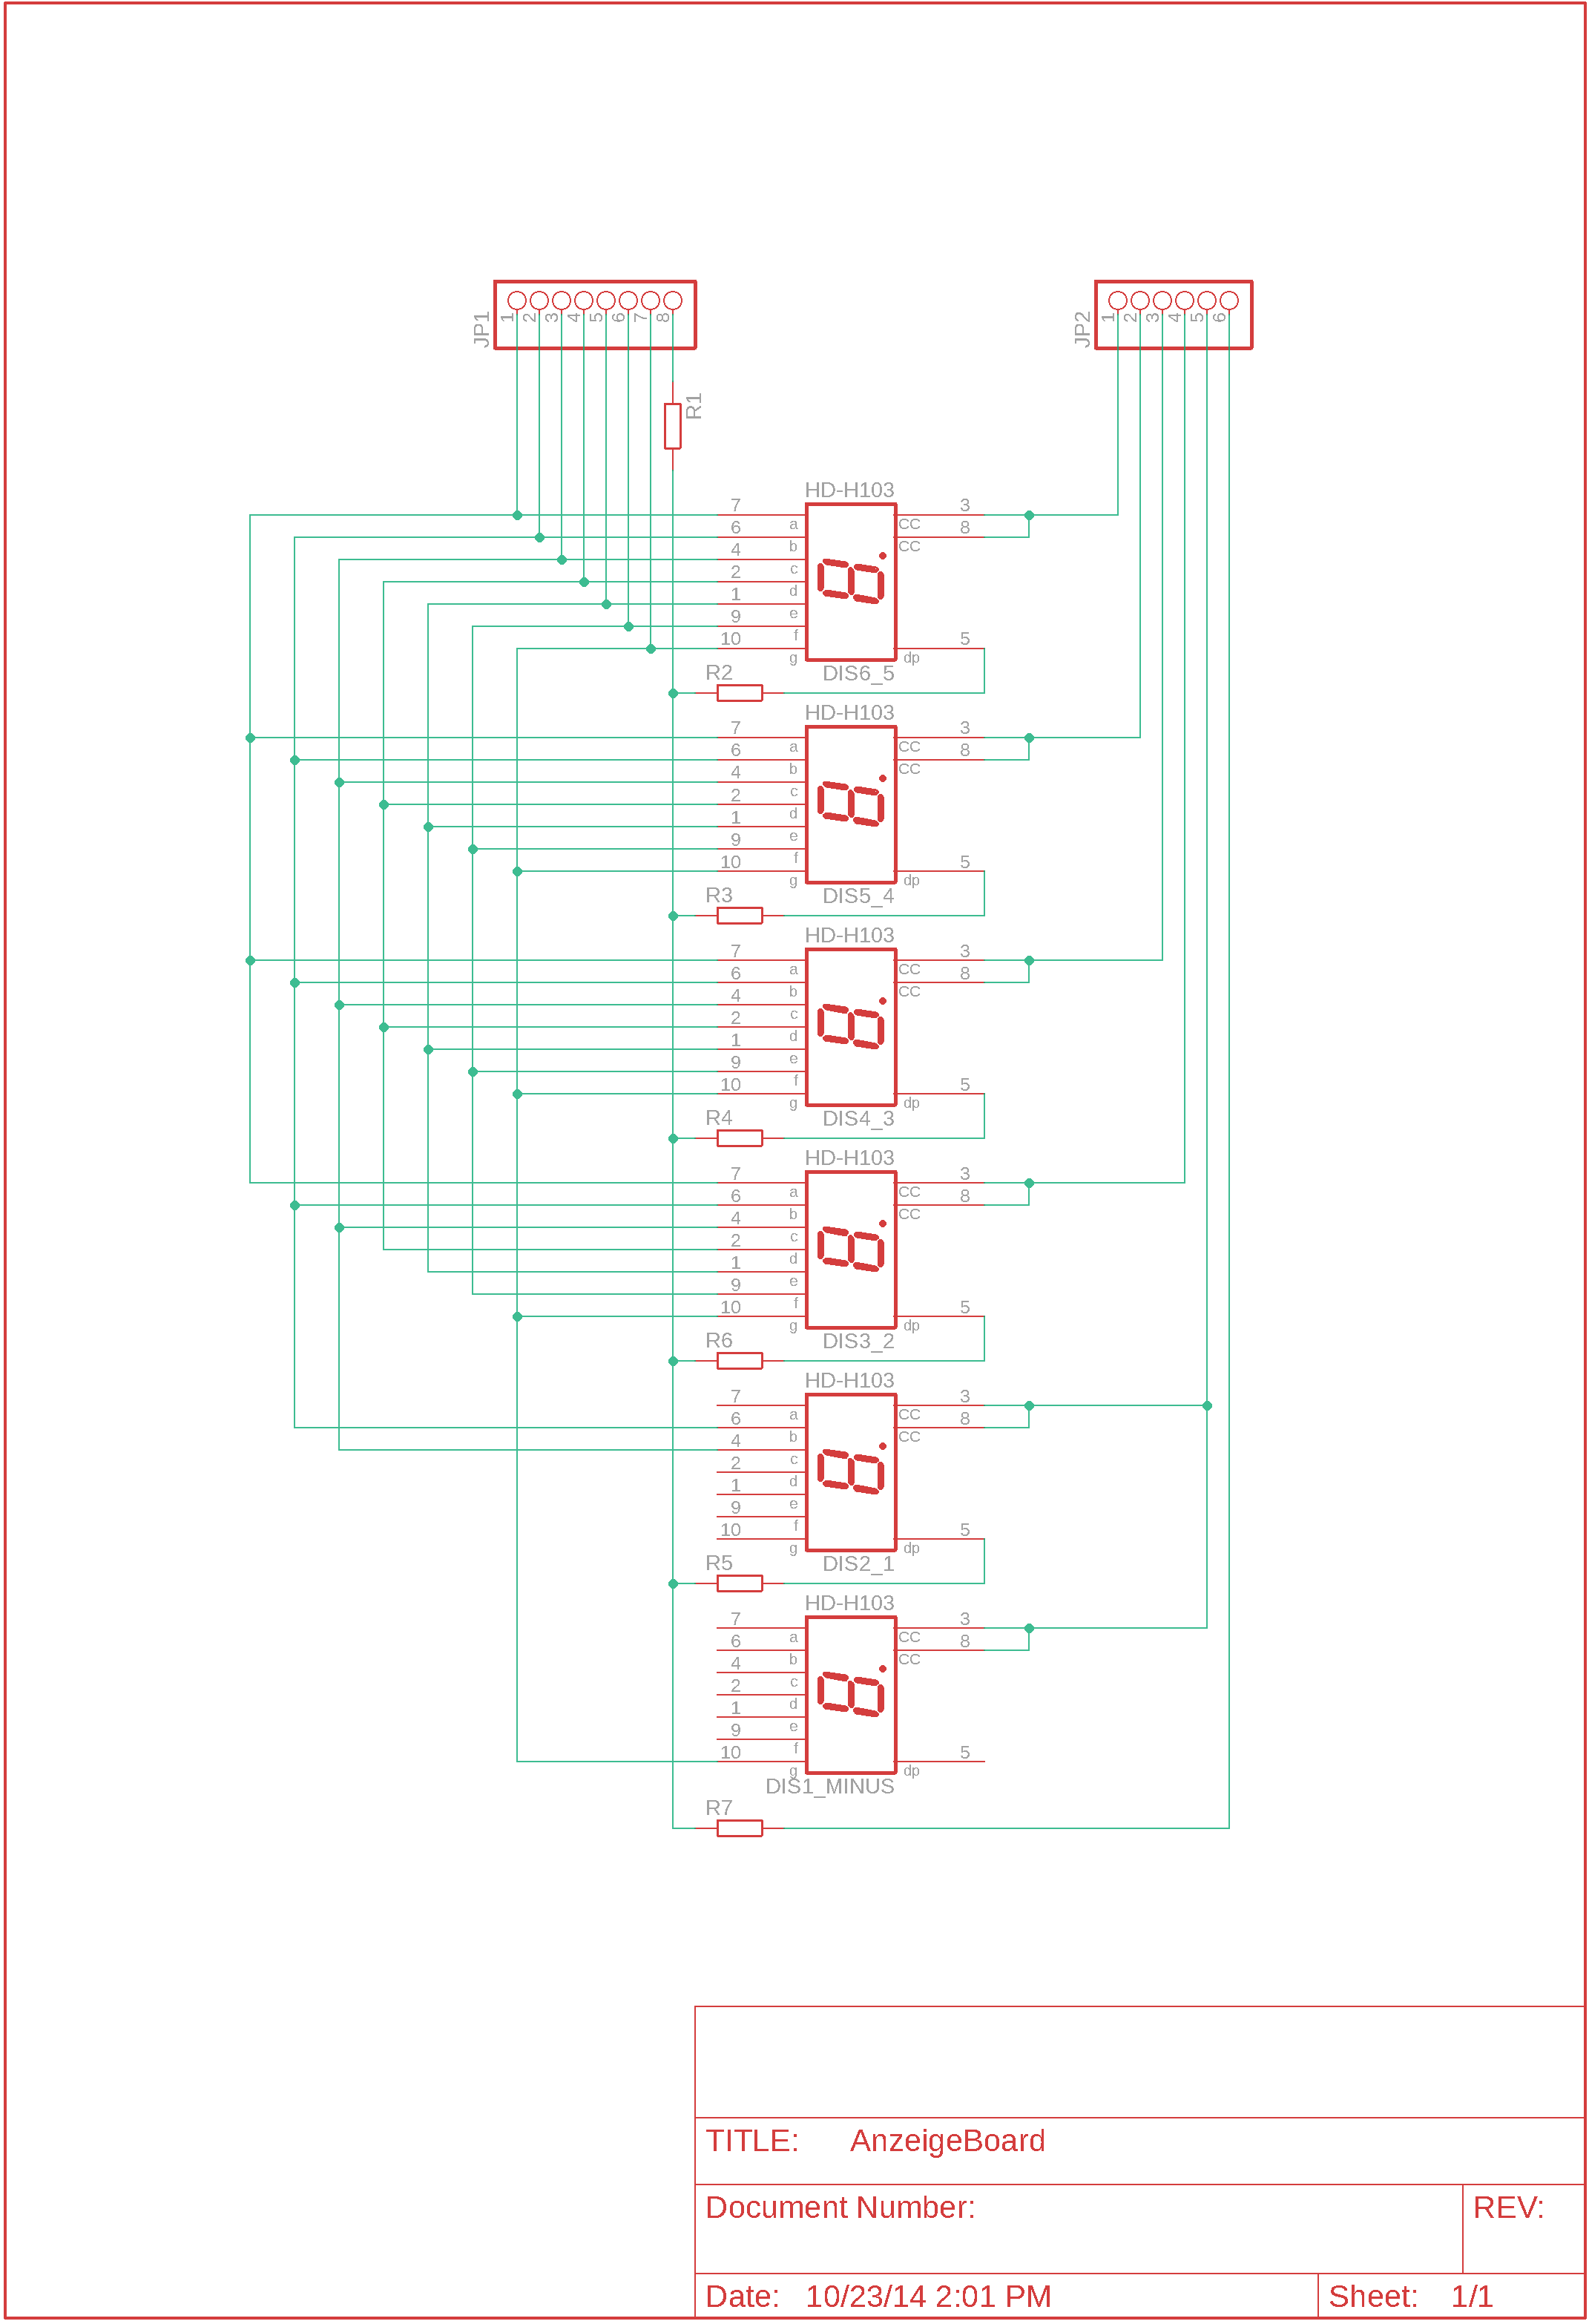 JP1
1 2 3 4 5 6 7 8
JP2
1 2 3 4 5 6
R1
HD-H103
7 a CC 3
6 b CC 8
4 c
2 d
1 e
9 f
10 g dp 5
DIS6_5
R2
HD-H103
7 a CC 3
6 b CC 8
4 c
2 d
1 e
9 f
10 g dp 5
DIS5_4
R3
HD-H103
7 a CC 3
6 b CC 8
4 c
2 d
1 e
9 f
10 g dp 5
DIS4_3
R4
HD-H103
7 a CC 3
6 b CC 8
4 c
2 d
1 e
9 f
10 g dp 5
DIS3_2
R6
HD-H103
7 a CC 3
6 b CC 8
4 c
2 d
1 e
9 f
10 g dp 5
DIS2_1
R5
HD-H103
7 a CC 3
6 b CC 8
4 c
2 d
1 e
9 f
10 g dp 5
DIS1_MINUS
R7
TITLE: AnzeigeBoard
Document Number:
REV:
Date: 10/23/14 2:01 PM
Sheet: 1/1